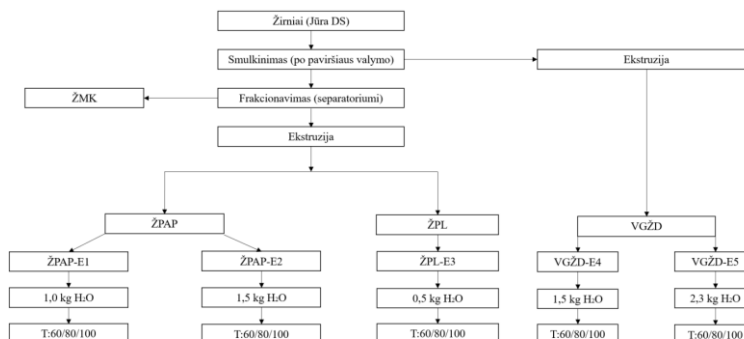 Žirniai (Jūra DS)
Smulkinimas (po paviršiaus valymo)
Ekstruzija
ŽMK
Frakcionavimas (separatoriumi)
Ekstruzija
ŽPAP
ŽPL
VGŽD
ŽPAP-E1
ŽPAP-E2
ŽPL-E3
VGŽD-E4
VGŽD-E5
1,0 kg H₂O
1,5 kg H₂O
0,5 kg H₂O
1,5 kg H₂O
2,3 kg H₂O
T:60/80/100
T:60/80/100
T:60/80/100
T:60/80/100
T:60/80/100